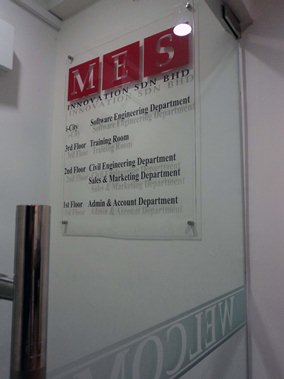 MES
INNOVATION SDN BHD
i-City Software Engineering Department
3rd Floor Training Room
2nd Floor Civil Engineering Department
Sales & Marketing Department
1st Floor Admin & Account Department
WELCOM